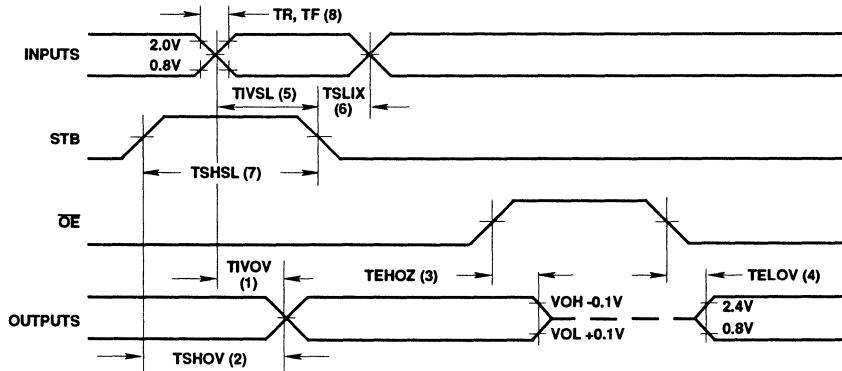 TR, TF (8)
INPUTS
2.0V
0.8V
TIVSL (5)
TSLIX
(6)
STB
TSHSL (7)
OE
TIVOV
(1)
TEHOZ (3)
TELOV (4)
OUTPUTS
VOH -0.1V
VOL +0.1V
2.4V
0.8V
TSHOV (2)